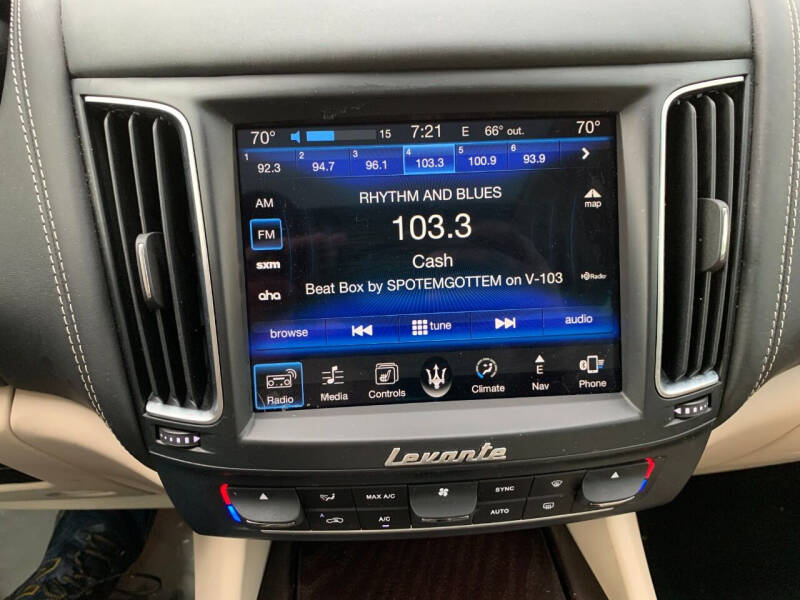 70° 15 7:21 E 66° out. 70°
1 92.3 2 94.7 3 96.1 4 103.3 5 100.9 6 93.9
AM
RHYTHM AND BLUES
map
FM
103.3
sxm
Cash
HD Radio
aha
Beat Box by SPOTEMGOTTEM on V-103
browse tune audio
Radio Media Controls Climate E Nav Phone
Levante
MAX A/C SYNC
A A/C AUTO